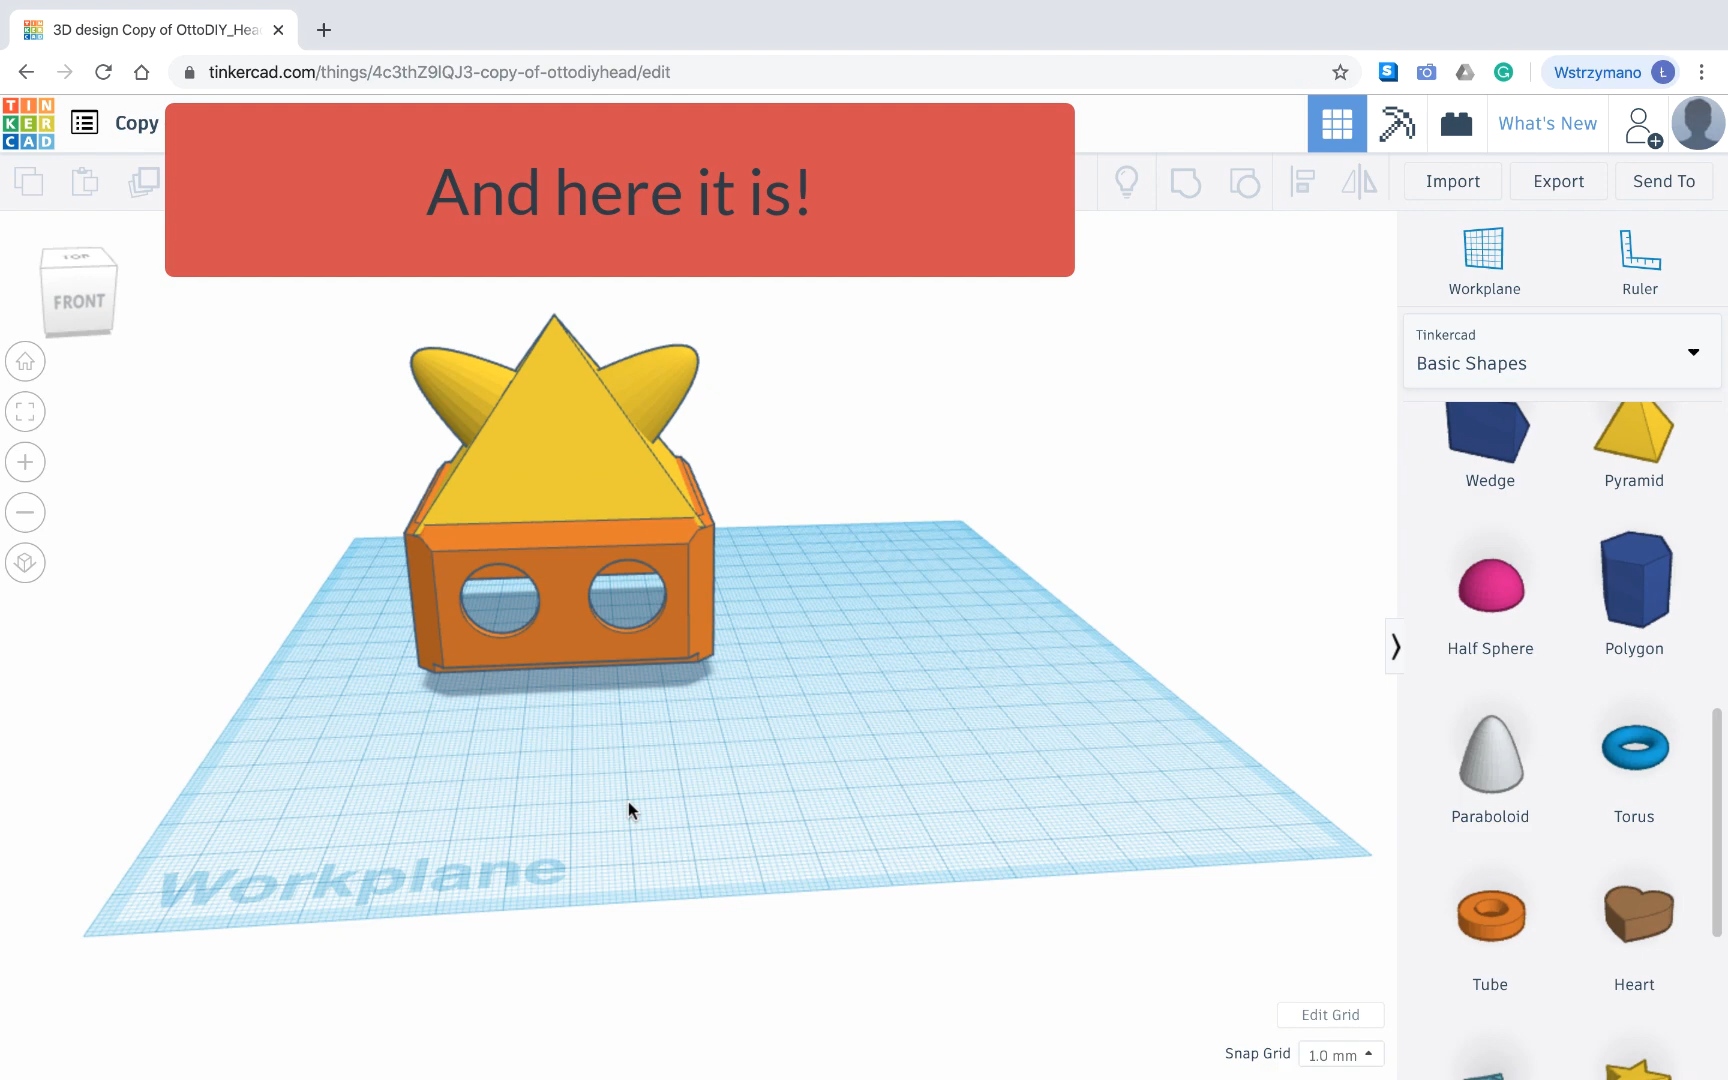 3D design Copy of OttoDIY_Hea
tinkercad.com/things/4c3thZ9lQJ3-copy-of-ottodiyhead/edit
Wstrzymano Ł
TIN
KER
CAD
Copy
And here it is!
What's New
Import Export Send To
TOP
FRONT
Workplane Ruler
Tinkercad
Basic Shapes
Wedge Pyramid
Half Sphere Polygon
Paraboloid Torus
Tube Heart
Workplane
Edit Grid
Snap Grid 1.0 mm